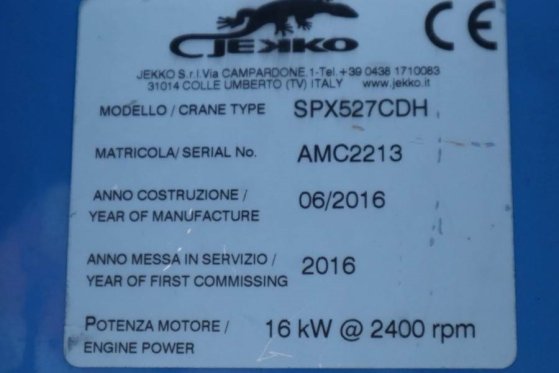 JEKKO
CE
JEKKO S.r.l. Via CAMPARDONE,1-Tel.+39 0438 1710083
31014 COLLE UMBERTO (TV) ITALY www.jekko.it
MODELLO / CRANE TYPE SPX527CDH
MATRICOLA/ SERIAL No. AMC2213
ANNO COSTRUZIONE / 06/2016
YEAR OF MANUFACTURE
ANNO MESSA IN SERVIZIO / 2016
YEAR OF FIRST COMMISSING
POTENZA MOTORE / 16 kW @ 2400 rpm
ENGINE POWER